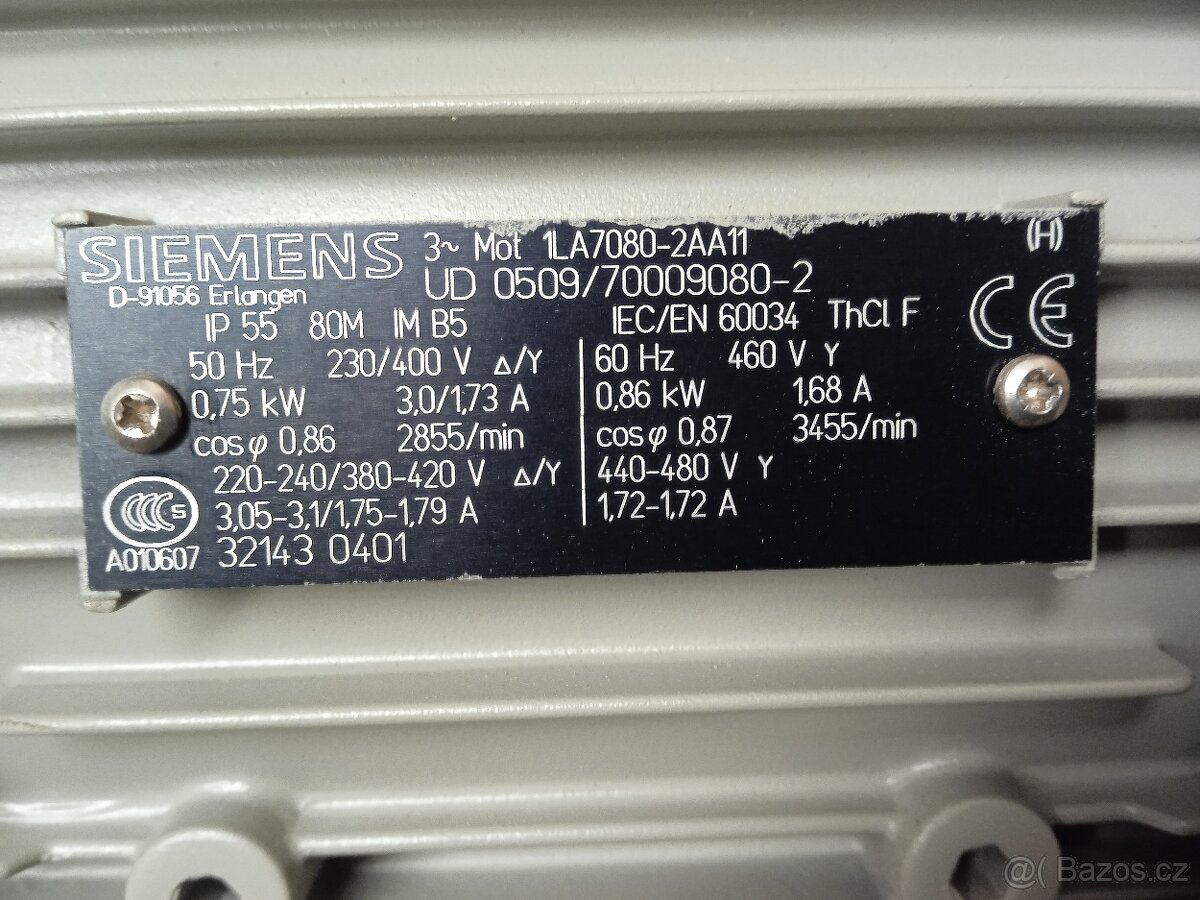 SIEMENS 3~ Mot 1LA7080-2AA11 (H)
D-91056 Erlangen UD 0509/70009080-2
IP 55 80M IM B5 IEC/EN 60034 ThCl F CE
50 Hz 230/400 V Δ/Y 60 Hz 460 V Y
0,75 kW 3,0/1,73 A 0,86 kW 1,68 A
cosφ 0,86 2855/min cosφ 0,87 3455/min
220-240/380-420 V Δ/Y 440-480 V Y
CCC S 3,05-3,1/1,75-1,79 A 1,72-1,72 A
A010607 32143 0401
@ Bazos.cz